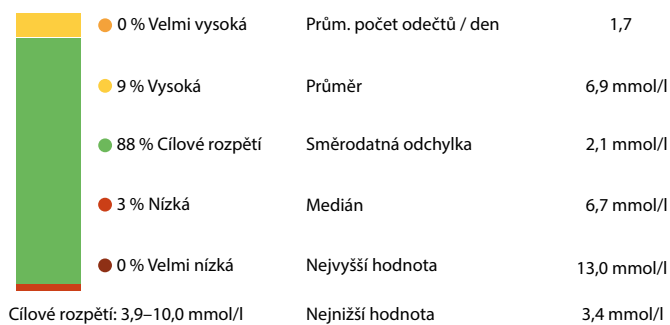 0 % Velmi vysoká Prům. počet odečtů / den 1,7
9 % Vysoká Průměr 6,9 mmol/l
88 % Cílové rozpětí Směrodatná odchylka 2,1 mmol/l
3 % Nízká Medián 6,7 mmol/l
0 % Velmi nízká Nejvyšší hodnota 13,0 mmol/l
Cílové rozpětí: 3,9–10,0 mmol/l Nejnižší hodnota 3,4 mmol/l